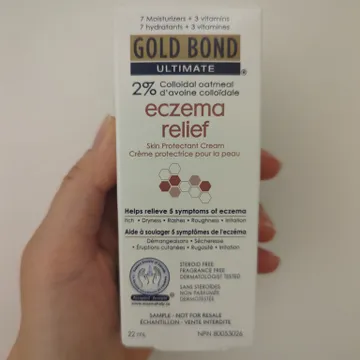 7 Moisturizers + 3 vitamins
7 hydratants + 3 vitamines
GOLD BOND
ULTIMATE ®
2% Colloidal oatmeal
d'avoine colloïdale
eczema
relief
Skin Protectant Cream
Crème protectrice pour la peau
Helps relieve 5 symptoms of eczema
Itch • Dryness • Rashes • Roughness • Irritation
Aide à soulager 5 symptômes de l'eczéma
Démangeaisons • Sécheresse
• Éruptions cutanées • Rugosité • Irritation
STEROID FREE
FRAGRANCE FREE
DERMATOLOGIST TESTED
SANS STÉROÏDES
NON PARFUMÉE
DERMOTESTÉE
SAMPLE - NOT FOR RESALE
ÉCHANTILLON - VENTE INTERDITE
22 mL
NPN 80053026